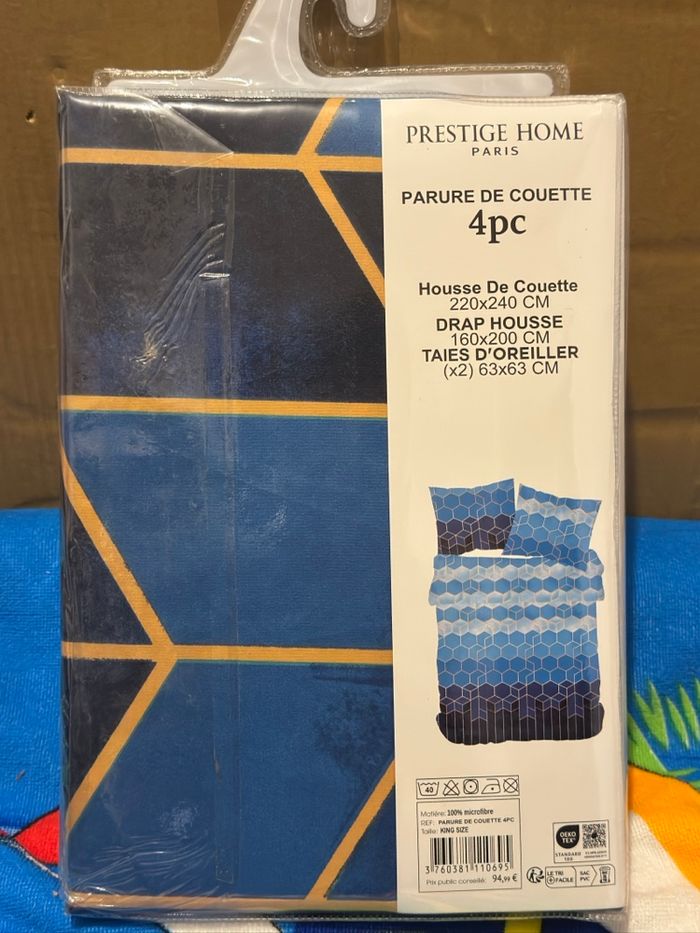 PRESTIGE HOME
PARIS
PARURE DE COUETTE
4pc
Housse De Couette
220x240 CM
DRAP HOUSSE
160x200 CM
TAIES D'OREILLER
(x2) 63x63 CM
40
Matière: 100% microfibre
REF: PARURE DE COUETTE 4PC
Taille: KING SIZE
3 760381 110695
Prix public conseillé: 94,99 €
OEKO
TEX®
STANDARD
100
LE TRI
+ FACILE
SAC
PVC